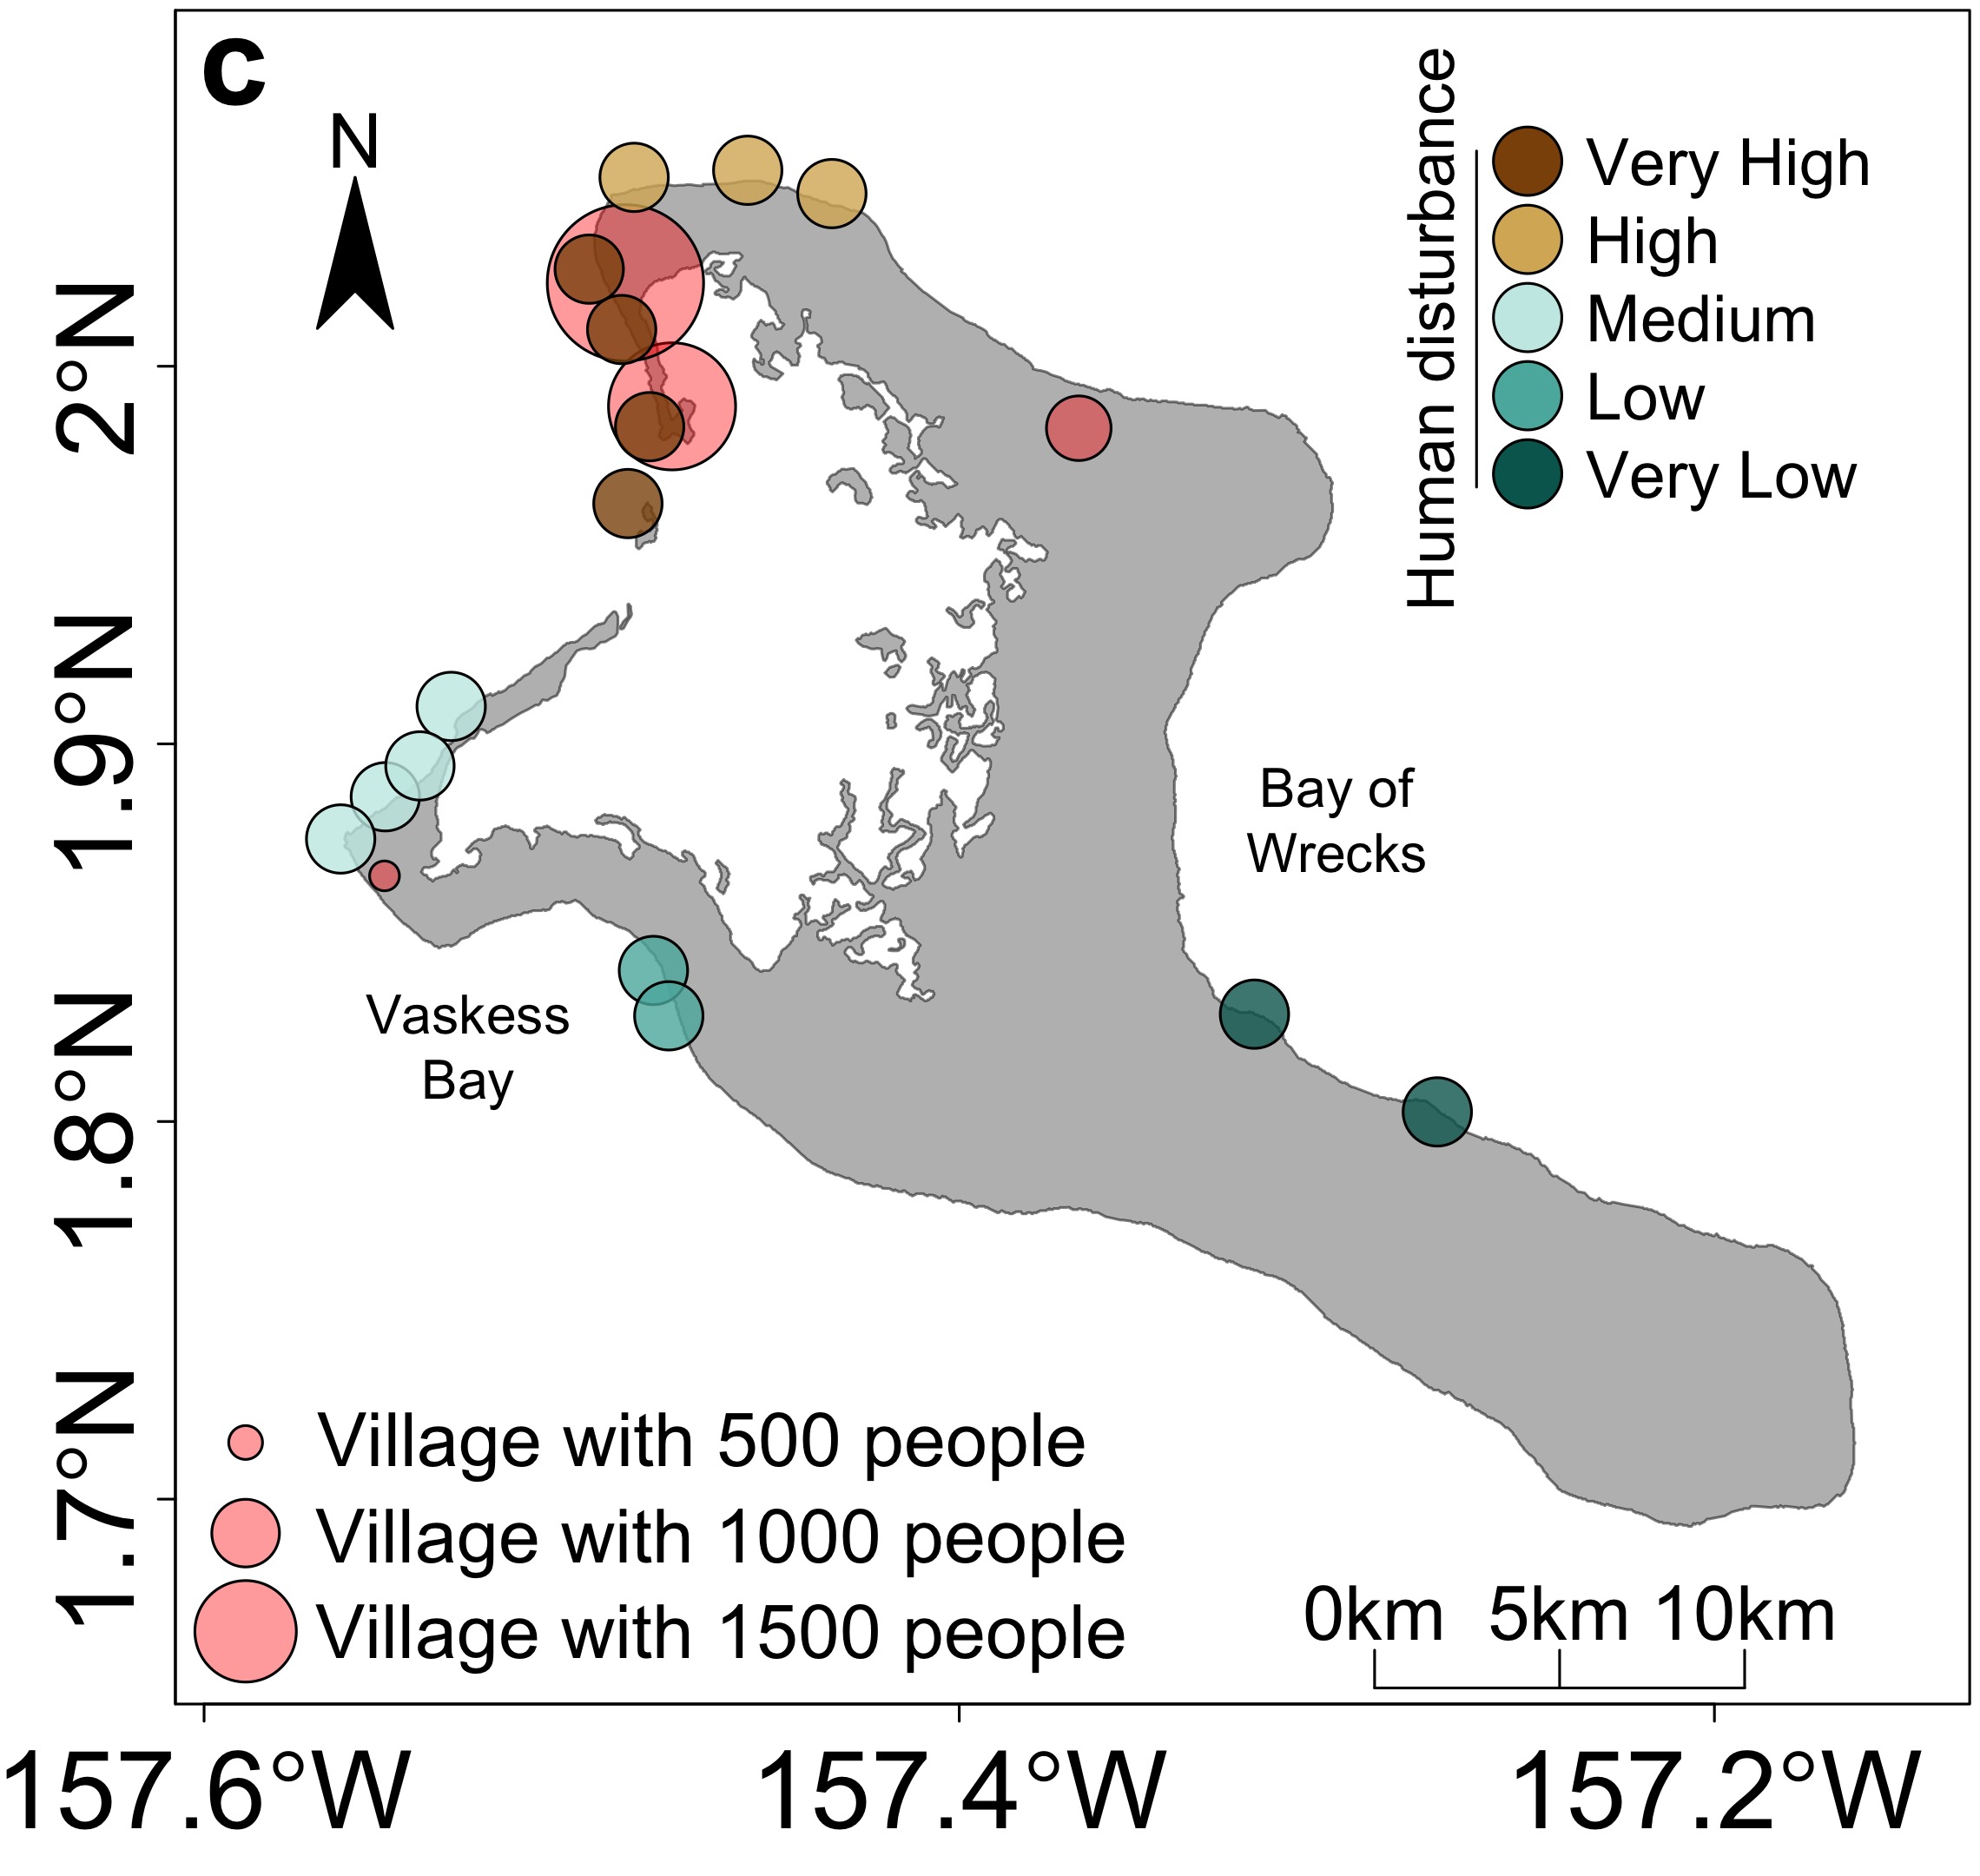 c
N
Human disturbance
Very High
High
Medium
Low
Very Low
2°N
1.9°N
1.8°N
1.7°N
Bay of
Wrecks
Vaskess
Bay
Village with 500 people
Village with 1000 people
Village with 1500 people
0km 5km 10km
157.6°W 157.4°W 157.2°W